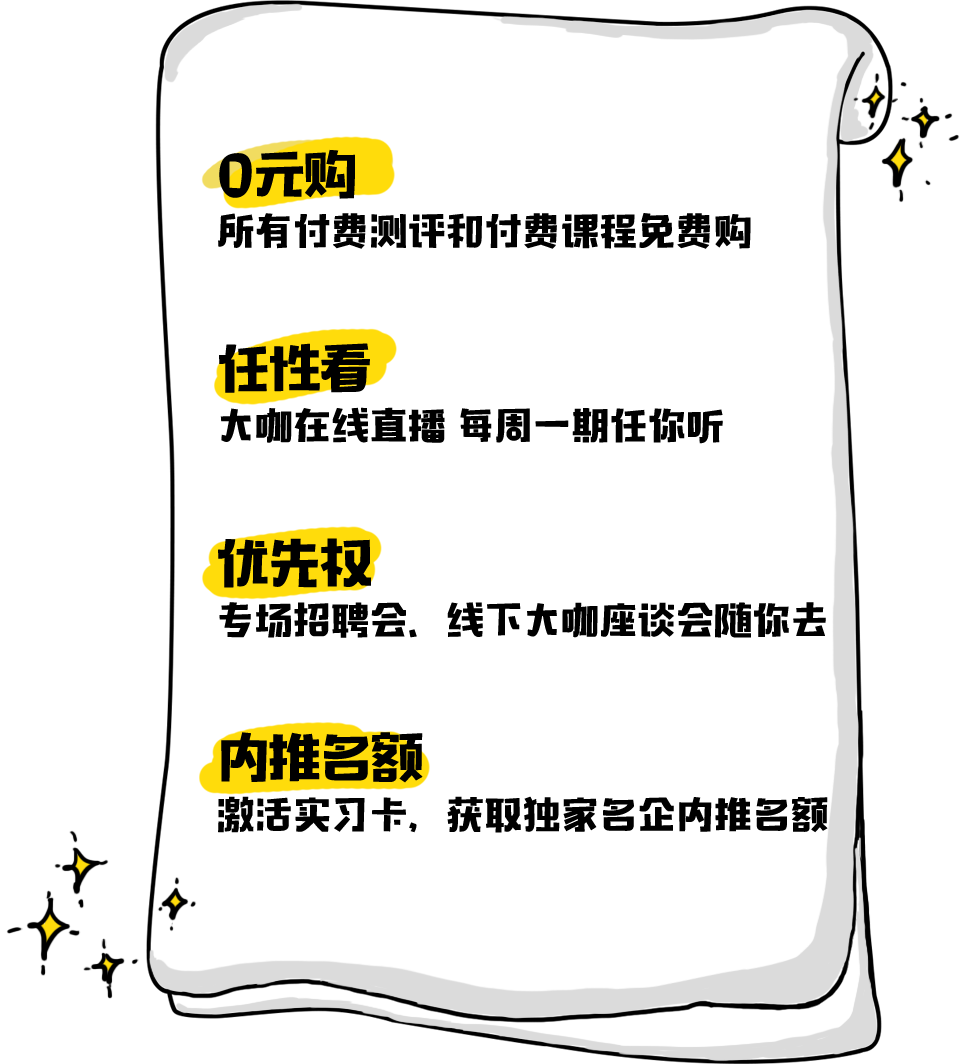 0元购
所有付费测评和付费课程免费购
任性看
大咖在线直播 每周一期任你听
优先权
专场招聘会、线下大咖座谈会随你去
内推名额
激活实习卡，获取独家名企内推名额